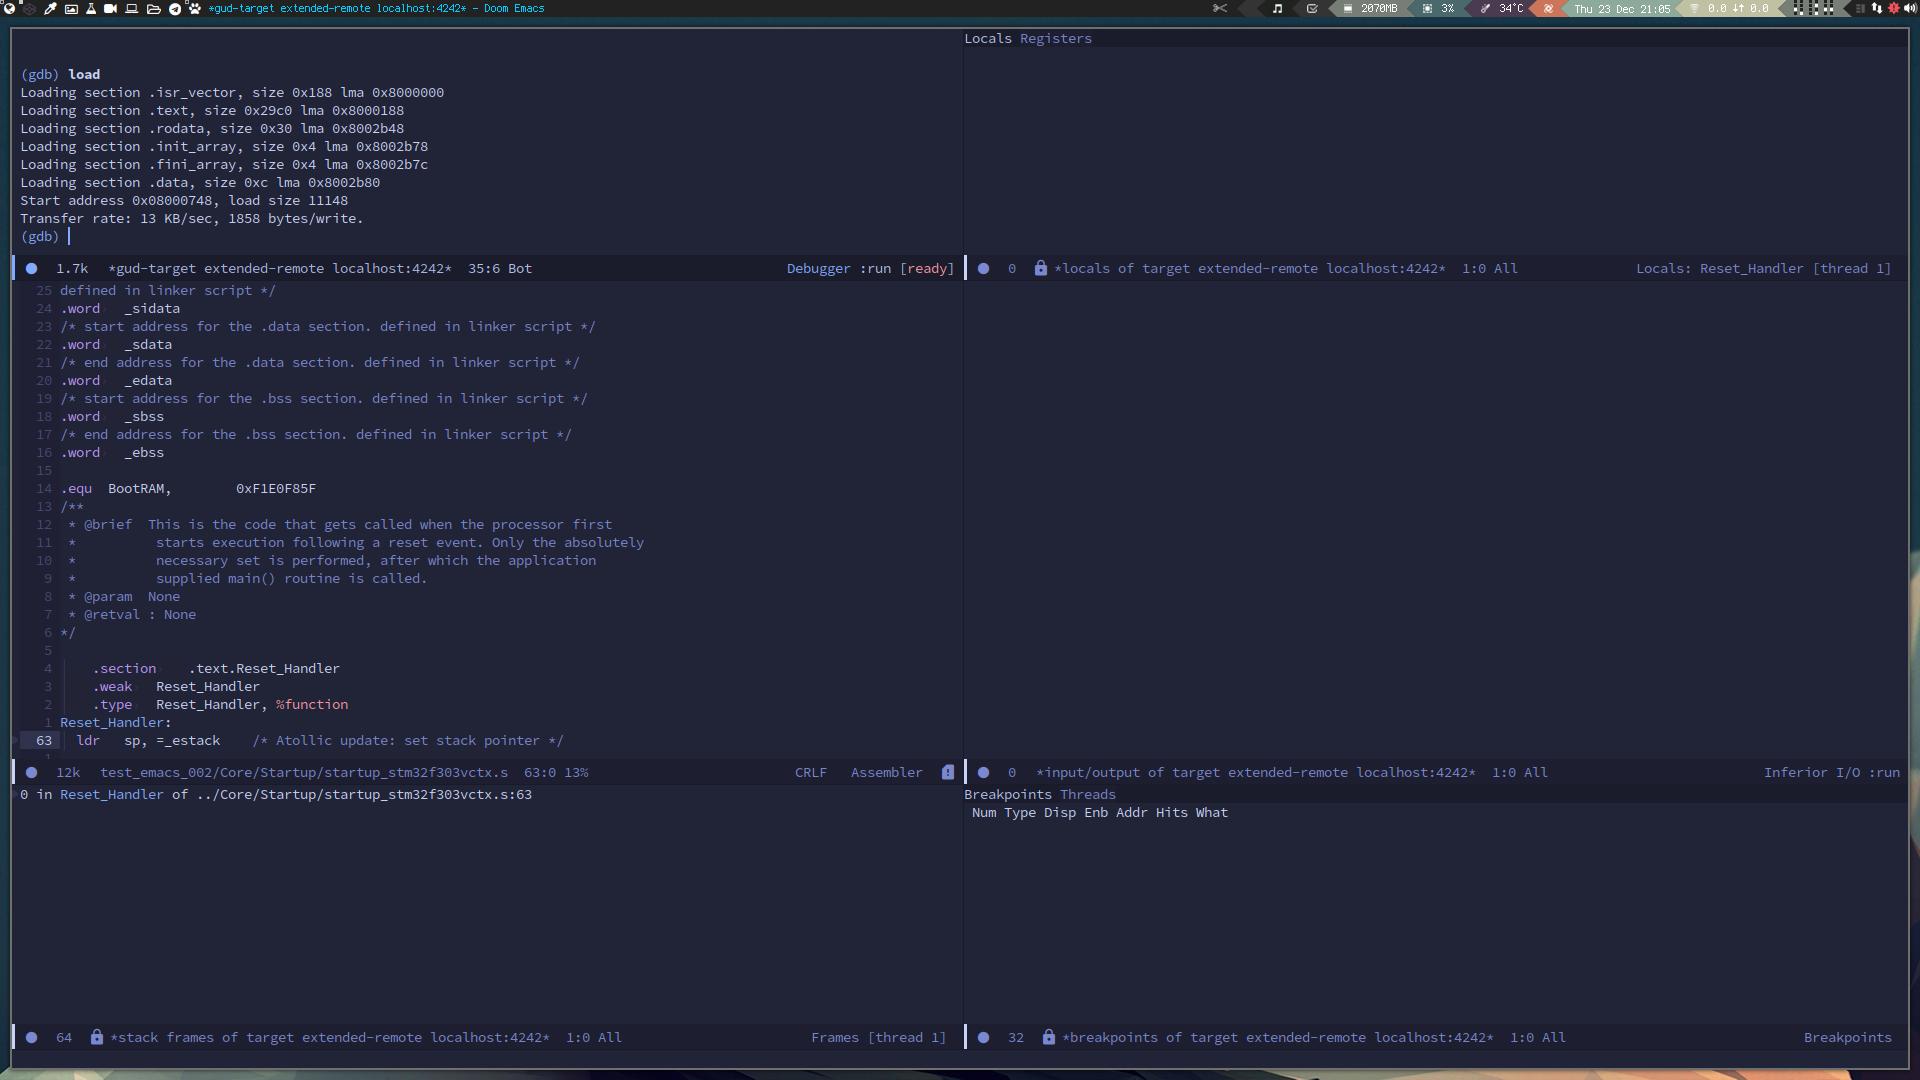 *gud-target extended-remote localhost:4242* – Doom Emacs
2070MB
3%
34°C
Thu 23 Dec 21:05
0.0 ↓↑ 0.0
(gdb) load
Loading section .isr_vector, size 0x188 lma 0x8000000
Loading section .text, size 0x29c0 lma 0x8000188
Loading section .rodata, size 0x30 lma 0x8002b48
Loading section .init_array, size 0x4 lma 0x8002b78
Loading section .fini_array, size 0x4 lma 0x8002b7c
Loading section .data, size 0xc lma 0x8002b80
Start address 0x08000748, load size 11148
Transfer rate: 13 KB/sec, 1858 bytes/write.
(gdb)
1.7k *gud-target extended-remote localhost:4242* 35:6 Bot Debugger :run [ready]
25 defined in linker script */
24 .word _sidata
23 /* start address for the .data section. defined in linker script */
22 .word _sdata
21 /* end address for the .data section. defined in linker script */
20 .word _edata
19 /* start address for the .bss section. defined in linker script */
18 .word _sbss
17 /* end address for the .bss section. defined in linker script */
16 .word _ebss
15
14 .equ BootRAM, 0xF1E0F85F
13 /**
12 * @brief This is the code that gets called when the processor first
11 * starts execution following a reset event. Only the absolutely
10 * necessary set is performed, after which the application
9 * supplied main() routine is called.
8 * @param None
7 * @retval : None
6 */
5
4 .section .text.Reset_Handler
3 .weak Reset_Handler
2 .type Reset_Handler, %function
1 Reset_Handler:
63 ldr sp, =_estack /* Atollic update: set stack pointer */
12k test_emacs_002/Core/Startup/startup_stm32f303vctx.s 63:0 13% CRLF Assembler
0 in Reset_Handler of ../Core/Startup/startup_stm32f303vctx.s:63
64 *stack frames of target extended-remote localhost:4242* 1:0 All Frames [thread 1]
Locals Registers
0 *locals of target extended-remote localhost:4242* 1:0 All Locals: Reset_Handler [thread 1]
0 *input/output of target extended-remote localhost:4242* 1:0 All Inferior I/O :run
Breakpoints Threads
Num Type Disp Enb Addr Hits What
32 *breakpoints of target extended-remote localhost:4242* 1:0 All Breakpoints